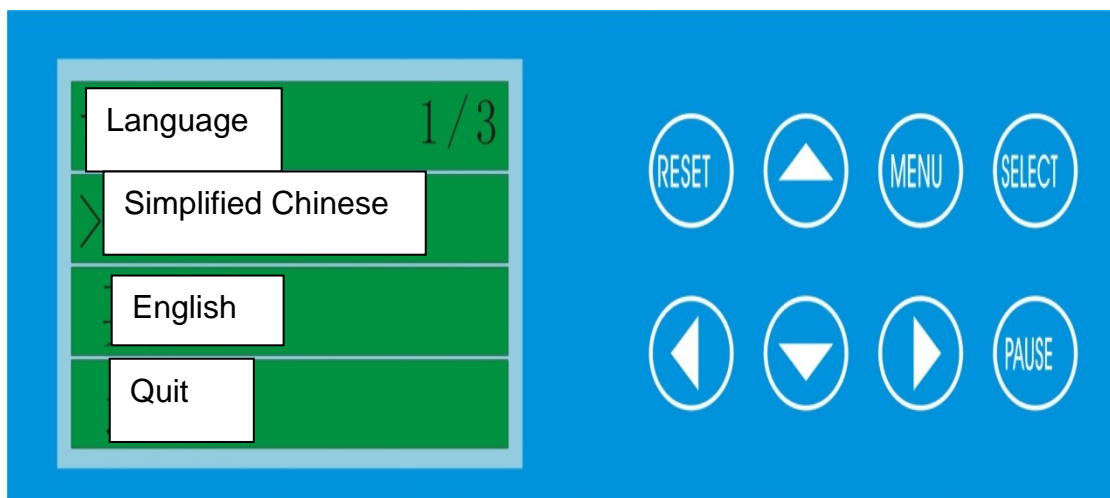 Language 1/3
> Simplified Chinese
English
Quit
RESET MENU SELECT
PAUSE